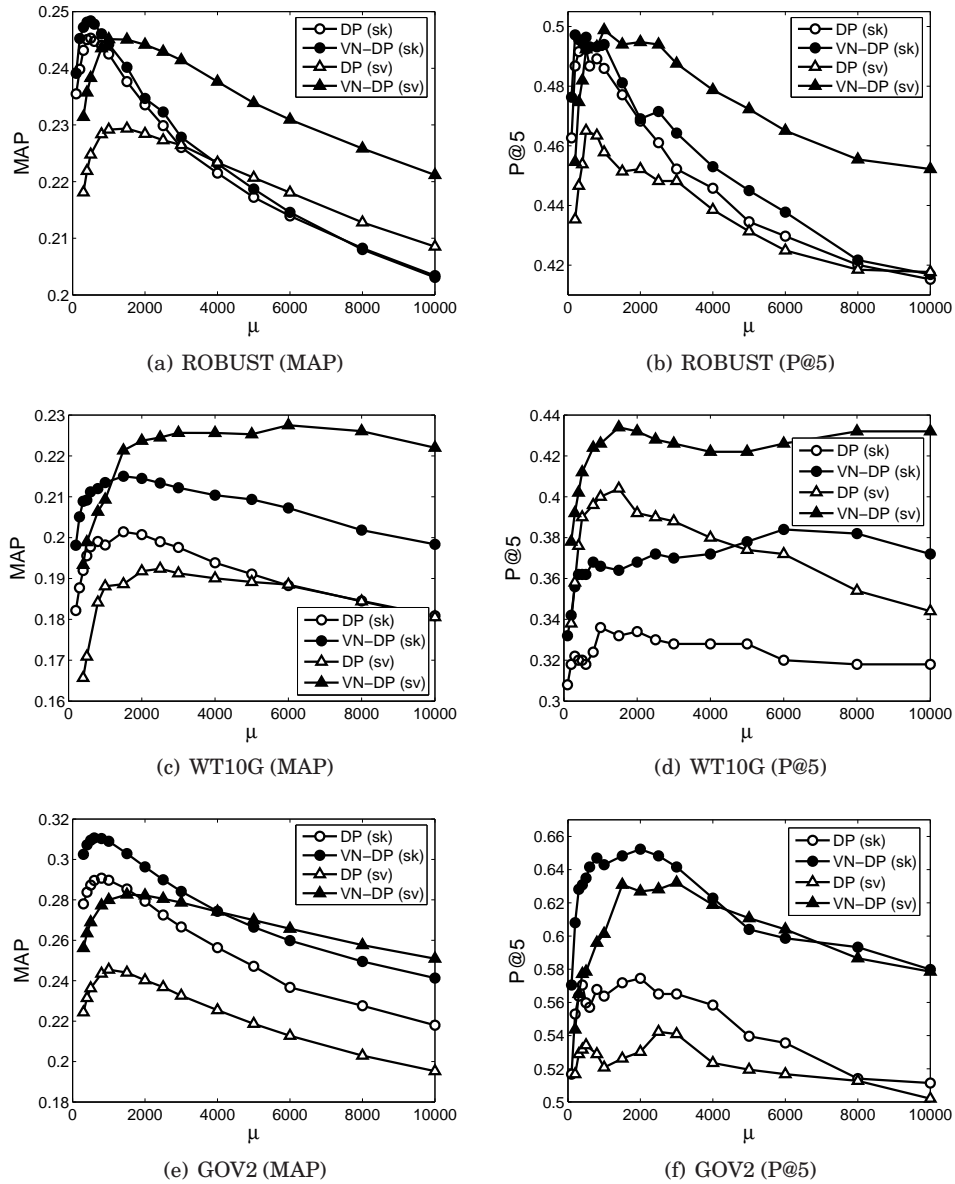 0.25
0.24
0.23
0.22
0.21
0.2
MAP
0 2000 4000 6000 8000 10000
μ
DP (sk)
VN−DP (sk)
DP (sv)
VN−DP (sv)
(a) ROBUST (MAP)
0.5
0.48
0.46
0.44
0.42
P@5
0 2000 4000 6000 8000 10000
μ
DP (sk)
VN−DP (sk)
DP (sv)
VN−DP (sv)
(b) ROBUST (P@5)
0.23
0.22
0.21
0.2
0.19
0.18
0.17
0.16
MAP
0 2000 4000 6000 8000 10000
μ
DP (sk)
VN−DP (sk)
DP (sv)
VN−DP (sv)
(c) WT10G (MAP)
0.44
0.42
0.4
0.38
0.36
0.34
0.32
0.3
P@5
0 2000 4000 6000 8000 10000
μ
DP (sk)
VN−DP (sk)
DP (sv)
VN−DP (sv)
(d) WT10G (P@5)
0.32
0.3
0.28
0.26
0.24
0.22
0.2
0.18
MAP
0 2000 4000 6000 8000 10000
μ
DP (sk)
VN−DP (sk)
DP (sv)
VN−DP (sv)
(e) GOV2 (MAP)
0.66
0.64
0.62
0.6
0.58
0.56
0.54
0.52
0.5
P@5
0 2000 4000 6000 8000 10000
μ
DP (sk)
VN−DP (sk)
DP (sv)
VN−DP (sv)
(f) GOV2 (P@5)